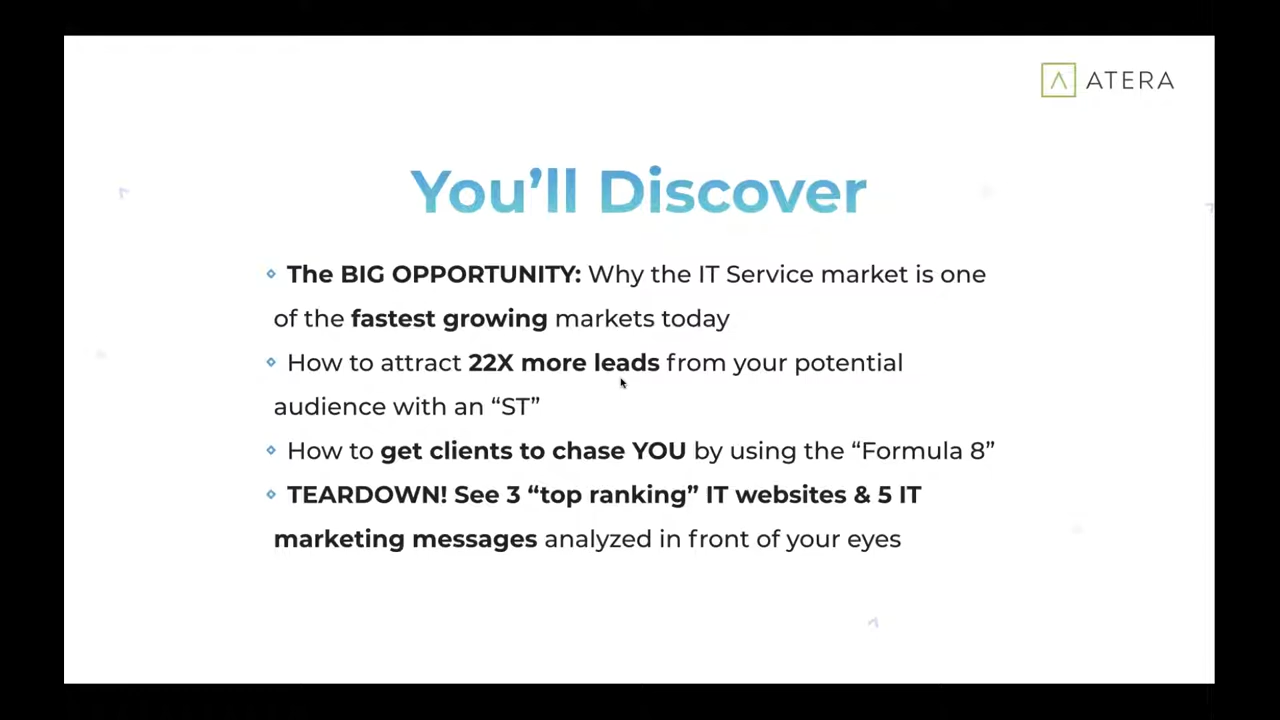 ATERA
You’ll Discover
The BIG OPPORTUNITY: Why the IT Service market is one
of the fastest growing markets today
How to attract 22X more leads from your potential
audience with an “ST”
How to get clients to chase YOU by using the “Formula 8”
TEARDOWN! See 3 “top ranking” IT websites & 5 IT
marketing messages analyzed in front of your eyes